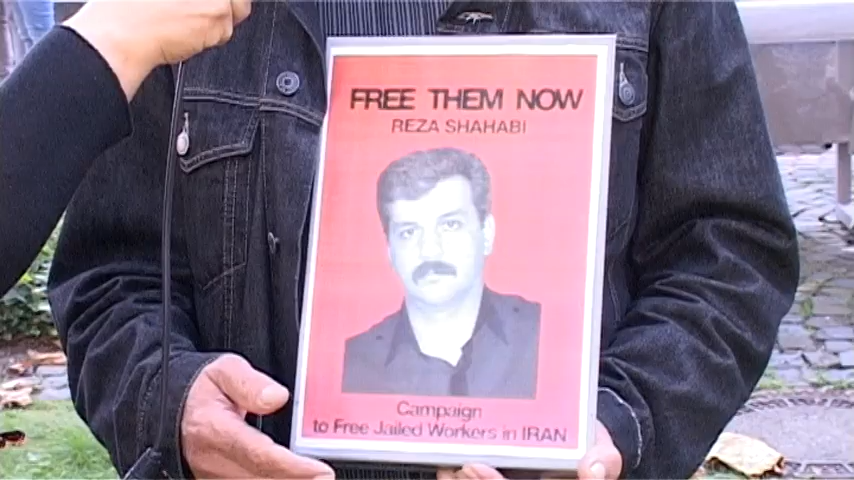 FREE THEM NOW
REZA SHAHABI
Campaign
to Free Jailed Workers in IRAN